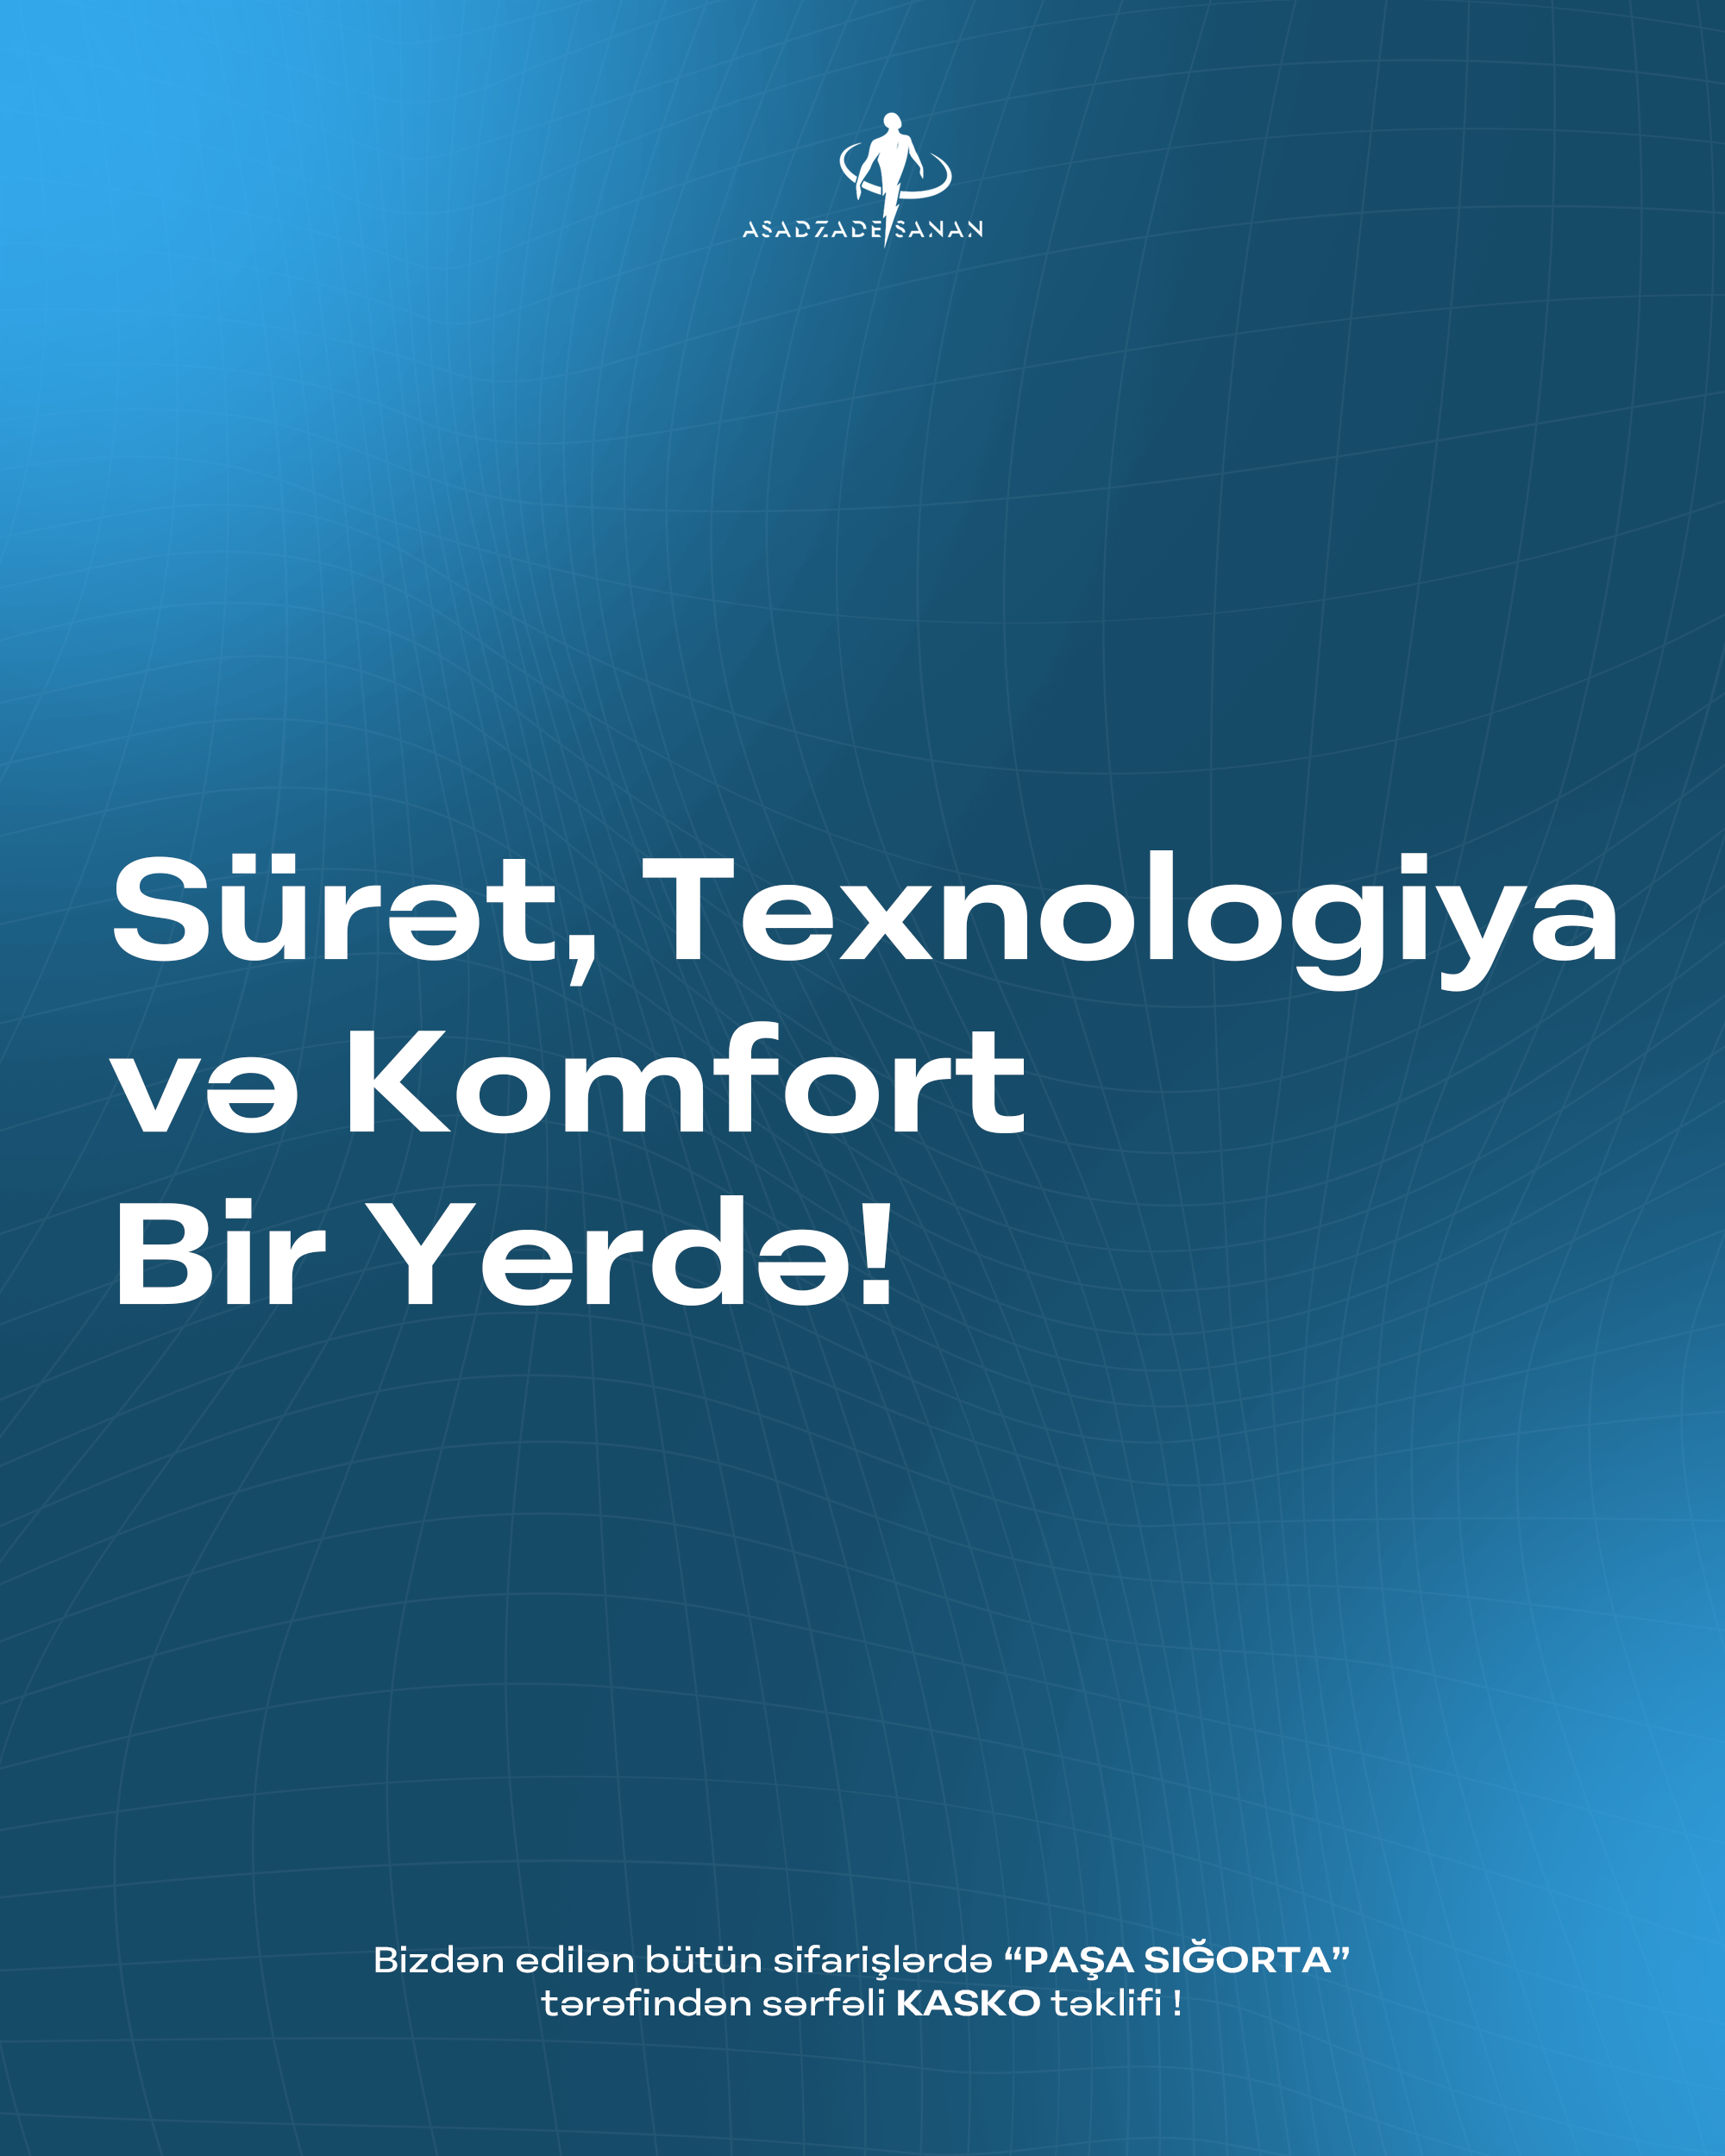 ASADZADE SANAN
Sürət, Texnologiya
və Komfort
Bir Yerdə!
Bizdən edilən bütün sifarişlərdə “PAŞA SIĞORTA”
tərəfindən sərfəli KASKO təklifi !